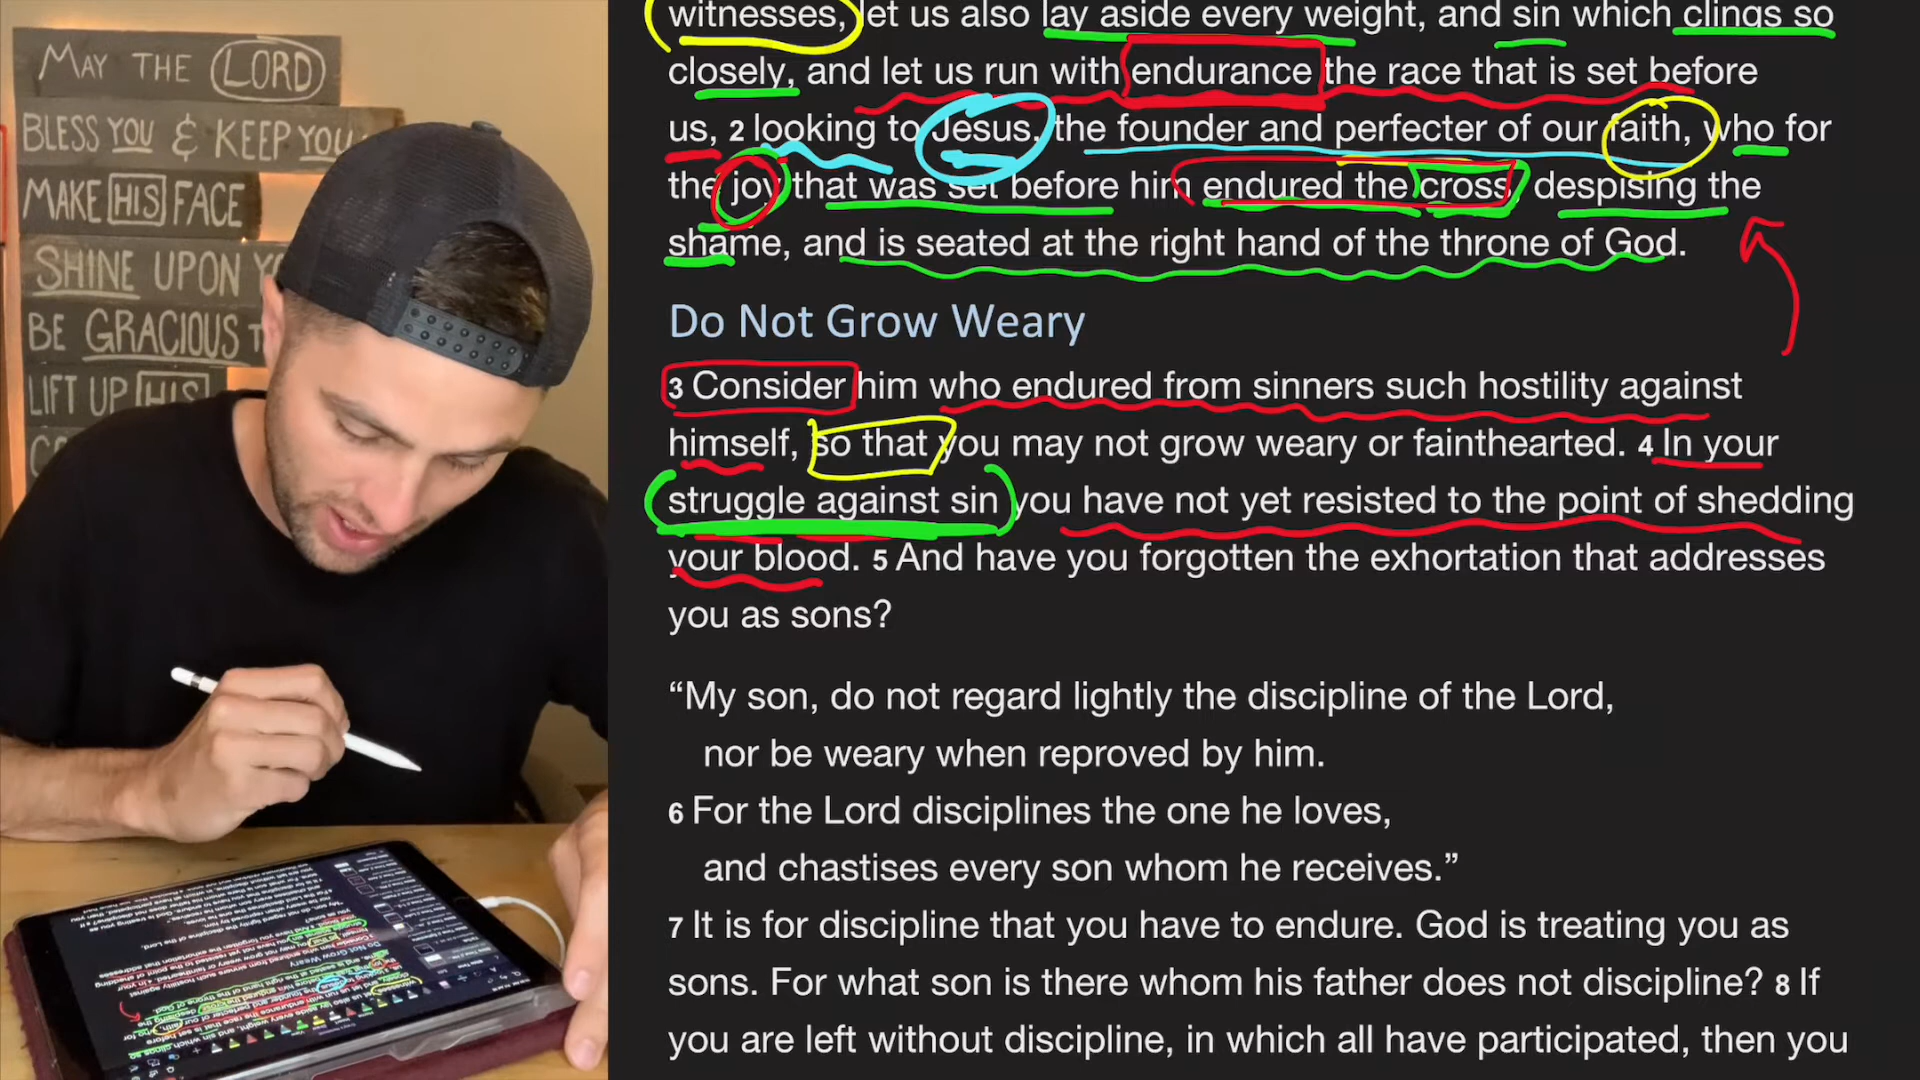 MAY THE LORD
BLESS YOU & KEEP YOU
MAKE HIS FACE
SHINE UPON
BE GRACIOUS
LIFT UP HIS
witnesses, let us also lay aside every weight, and sin which clings so
closely, and let us run with endurance the race that is set before
us, 2 looking to Jesus, the founder and perfecter of our faith, who for
the joy that was set before him endured the cross, despising the
shame, and is seated at the right hand of the throne of God.
Do Not Grow Weary
3 Consider him who endured from sinners such hostility against
himself, so that you may not grow weary or fainthearted. 4 In your
struggle against sin you have not yet resisted to the point of shedding
your blood. 5 And have you forgotten the exhortation that addresses
you as sons?
“My son, do not regard lightly the discipline of the Lord,
nor be weary when reproved by him.
6 For the Lord disciplines the one he loves,
and chastises every son whom he receives.”
7 It is for discipline that you have to endure. God is treating you as
sons. For what son is there whom his father does not discipline? 8 If
you are left without discipline, in which all have participated, then you